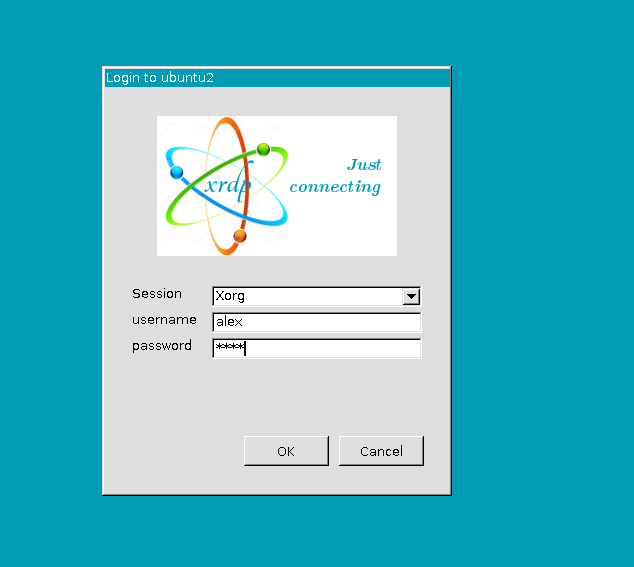 Login to ubuntu2
xrdp
Just
connecting
Session
Xorg
username
alex
password
****
OK
Cancel